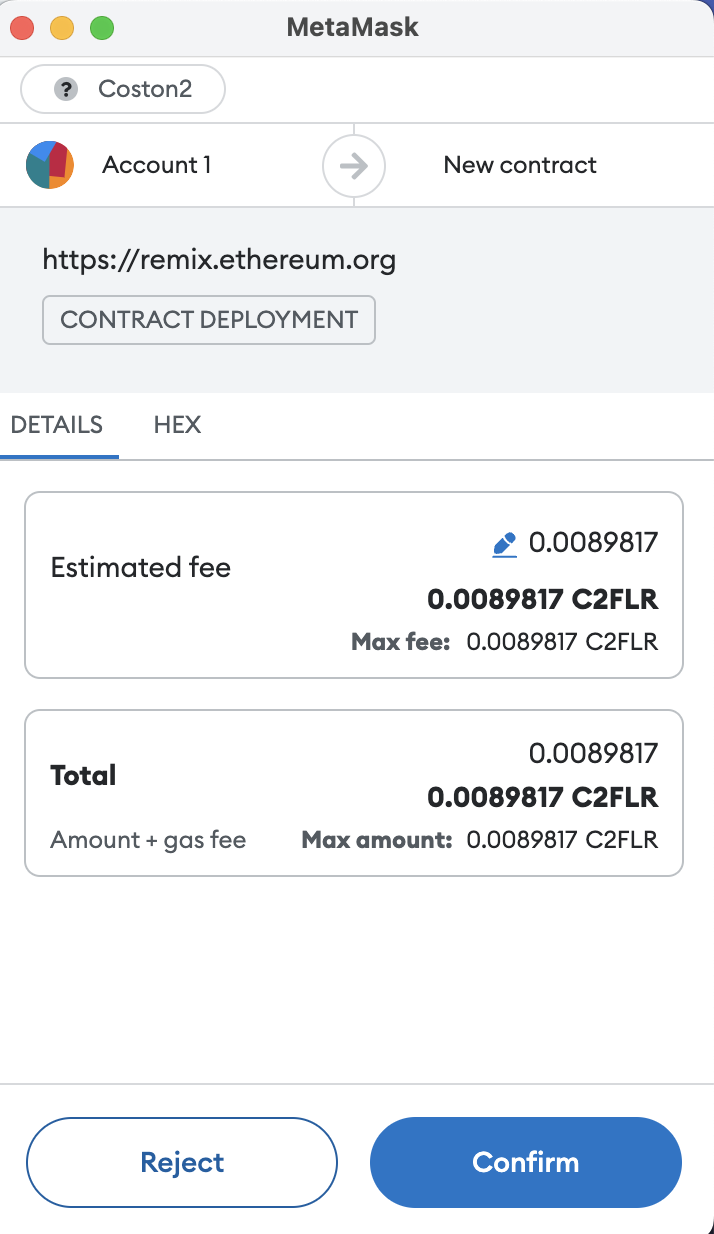 MetaMask
? Coston2
Account 1 New contract
https://remix.ethereum.org
CONTRACT DEPLOYMENT
DETAILS HEX
0.0089817
Estimated fee
0.0089817 C2FLR
Max fee: 0.0089817 C2FLR
0.0089817
Total
0.0089817 C2FLR
Amount + gas fee Max amount: 0.0089817 C2FLR
Reject Confirm